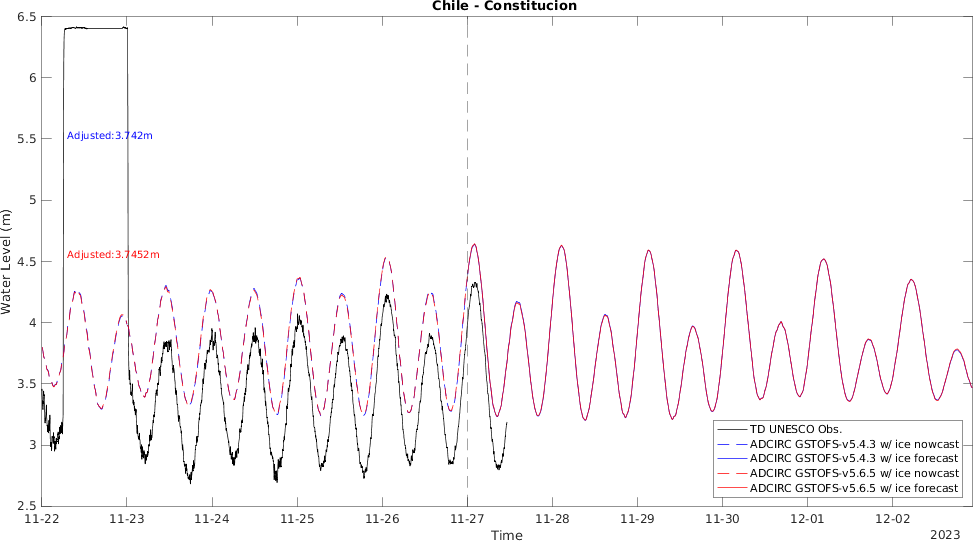 Chile - Constitucion
6.5
6
5.5
5
4.5
4
3.5
3
2.5
Water Level (m)
Adjusted:3.742m
Adjusted:3.7452m
TD UNESCO Obs.
ADCIRC GSTOFS-v5.4.3 w/ ice nowcast
ADCIRC GSTOFS-v5.4.3 w/ ice forecast
ADCIRC GSTOFS-v5.6.5 w/ ice nowcast
ADCIRC GSTOFS-v5.6.5 w/ ice forecast
11-22 11-23 11-24 11-25 11-26 11-27 11-28 11-29 11-30 12-01 12-02
Time
2023